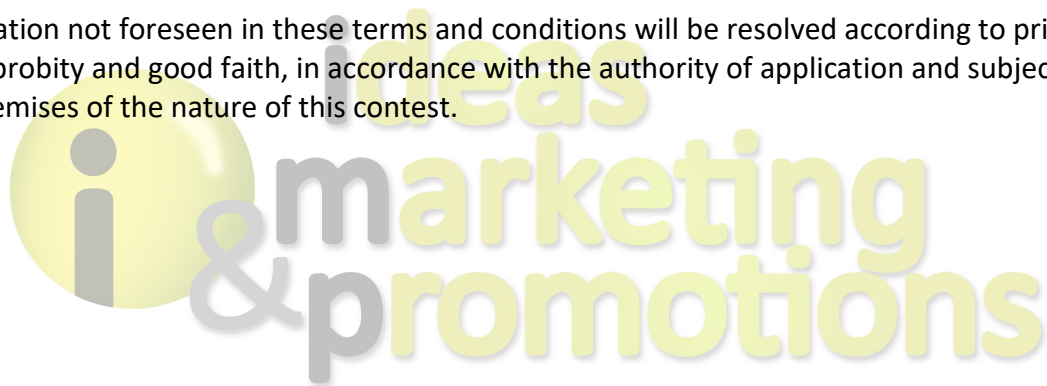 ation not foreseen in these terms and conditions will be resolved according to pri
probity and good faith, in accordance with the authority of application and subjec
emises of the nature of this contest.
ideas
i marketing
&promotions